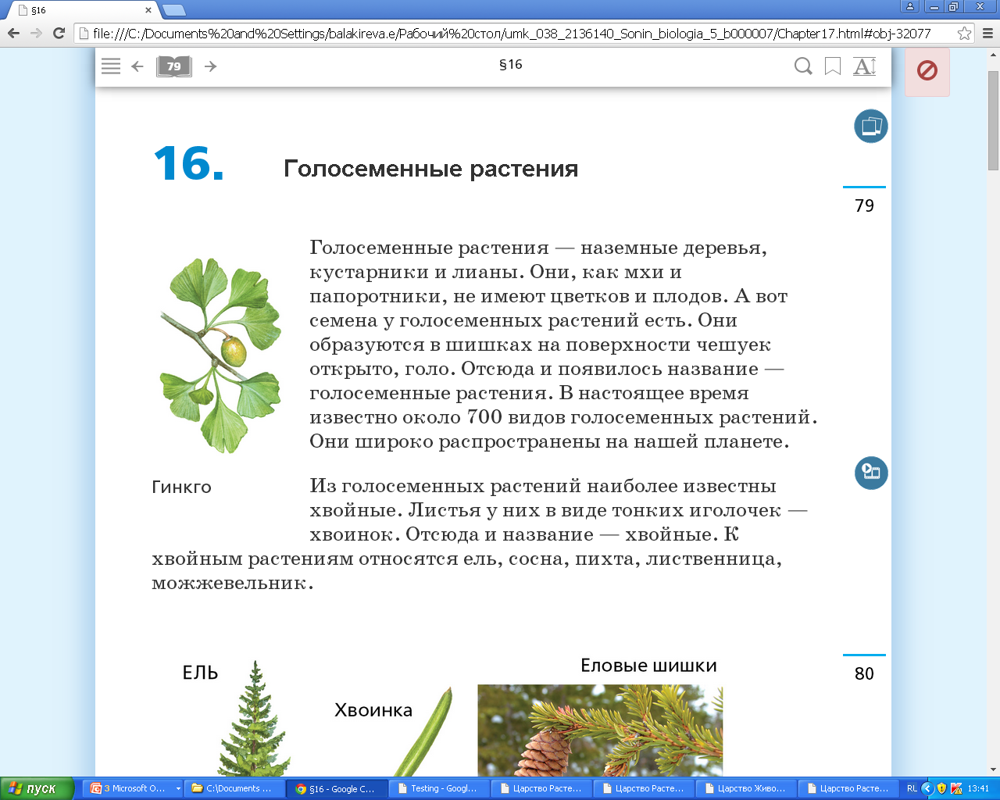 §16
file:///C:/Documents%20and%20Settings/balakireva.e/Рабочий%20стол/umk_038_2136140_Sonin_biologia_5_b000007/Chapter17.html#obj-32077
79
§16
A
16.
Голосеменные растения
79
Голосеменные растения — наземные деревья,
кустарники и лианы. Они, как мхи и
папоротники, не имеют цветков и плодов. А вот
семена у голосеменных растений есть. Они
образуются в шишках на поверхности чешуек
открыто, голо. Отсюда и появилось название —
голосеменные растения. В настоящее время
известно около 700 видов голосеменных растений.
Они широко распространены на нашей планете.
Гинкго
Из голосеменных растений наиболее известны
хвойные. Листья у них в виде тонких иголочек —
хвоинок. Отсюда и название — хвойные. К
хвойным растениям относятся ель, сосна, пихта, лиственница,
можжевельник.
80
ЕЛЬ
Хвоинка
Еловые шишки
пуск
3 Microsoft O...
C:\Documents ...
§16 - Google C...
Testing - Googl...
Царство Расте...
Царство Расте...
Царство Живо...
Царство Расте...
RL
13:41